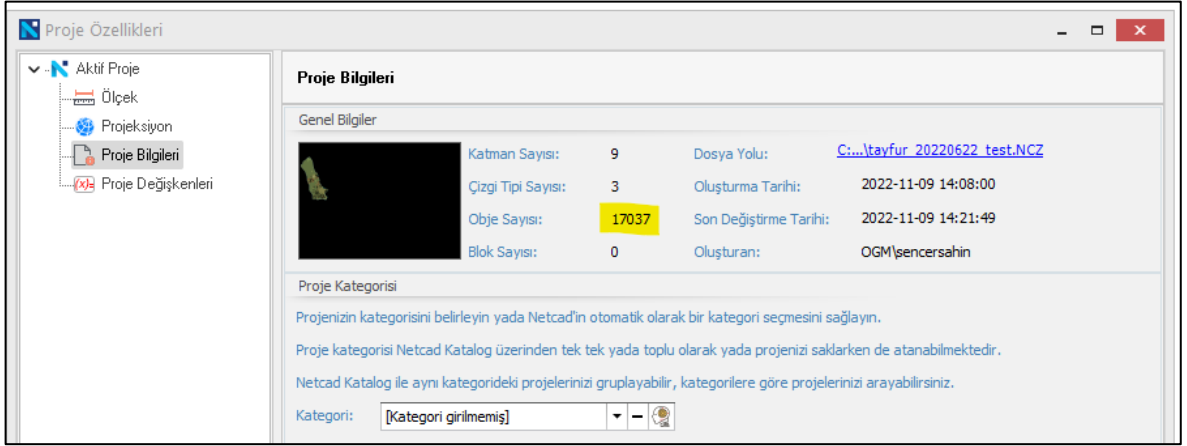 Proje Özellikleri
Aktif Proje
Ölçek
Projeksiyon
Proje Bilgileri
Proje Değişkenleri
Proje Bilgileri
Genel Bilgiler
Katman Sayısı: 9 Dosya Yolu: C:...\tayfur_20220622_test.NCZ
Çizgi Tipi Sayısı: 3 Oluşturma Tarihi: 2022-11-09 14:08:00
Obje Sayısı: 17037 Son Değiştirme Tarihi: 2022-11-09 14:21:49
Blok Sayısı: 0 Oluşturan: OGM\sencersahin
Proje Kategorisi
Projenizin kategorisini belirleyin yada Netcad'in otomatik olarak bir kategori seçmesini sağlayın.
Proje kategorisi Netcad Katalog üzerinden tek tek yada toplu olarak yada projenizi saklarken de atanabilmektedir.
Netcad Katalog ile aynı kategorideki projelerinizi gruplayabilir, kategorilere göre projelerinizi arayabilirsiniz.
Kategori: [Kategori girilmemiş]